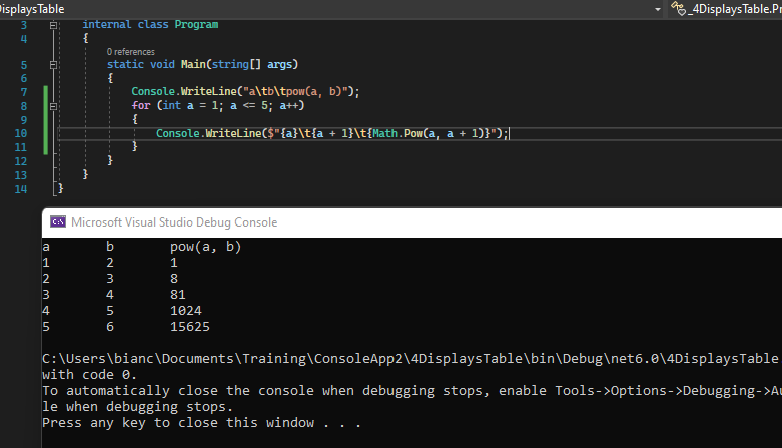 DisplaysTable _4DisplaysTable.Pr
3 internal class Program
4 {
0 references
5 static void Main(string[] args)
6 {
7 Console.WriteLine("a\tb\tpow(a, b)");
8 for (int a = 1; a <= 5; a++)
9 {
10 Console.WriteLine($"{a}\t{a + 1}\t{Math.Pow(a, a + 1)}");
11 }
12 }
13 }
14 }
C:\ Microsoft Visual Studio Debug Console
a b pow(a, b)
1 2 1
2 3 8
3 4 81
4 5 1024
5 6 15625
C:\Users\bianc\Documents\Training\ConsoleApp2\4DisplaysTable\bin\Debug\net6.0\4DisplaysTable
with code 0.
To automatically close the console when debugging stops, enable Tools->Options->Debugging->Au
le when debugging stops.
Press any key to close this window . . .